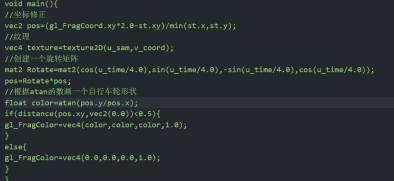 void main(){
//坐标修正
vec2 pos=(gl_FragCoord.xy*2.0-st.xy)/min(st.x,st.y);
//纹理
vec4 texture=texture2D(u_sam,v_coord);
//创建一个旋转矩阵
mat2 Rotate=mat2(cos(u_time/4.0),sin(u_time/4.0),-sin(u_time/4.0),cos(u_time/4.0));
pos=Rotate*pos;
//根据atan函数画一个自行车轮形状
float color=atan(pos.y/pos.x);
if(distance(pos.xy,vec2(0.0))<0.5){
gl_FragColor=vec4(color,color,color,1.0);
}
else{
gl_FragColor=vec4(0.0,0.0,0.0,1.0);
}
}